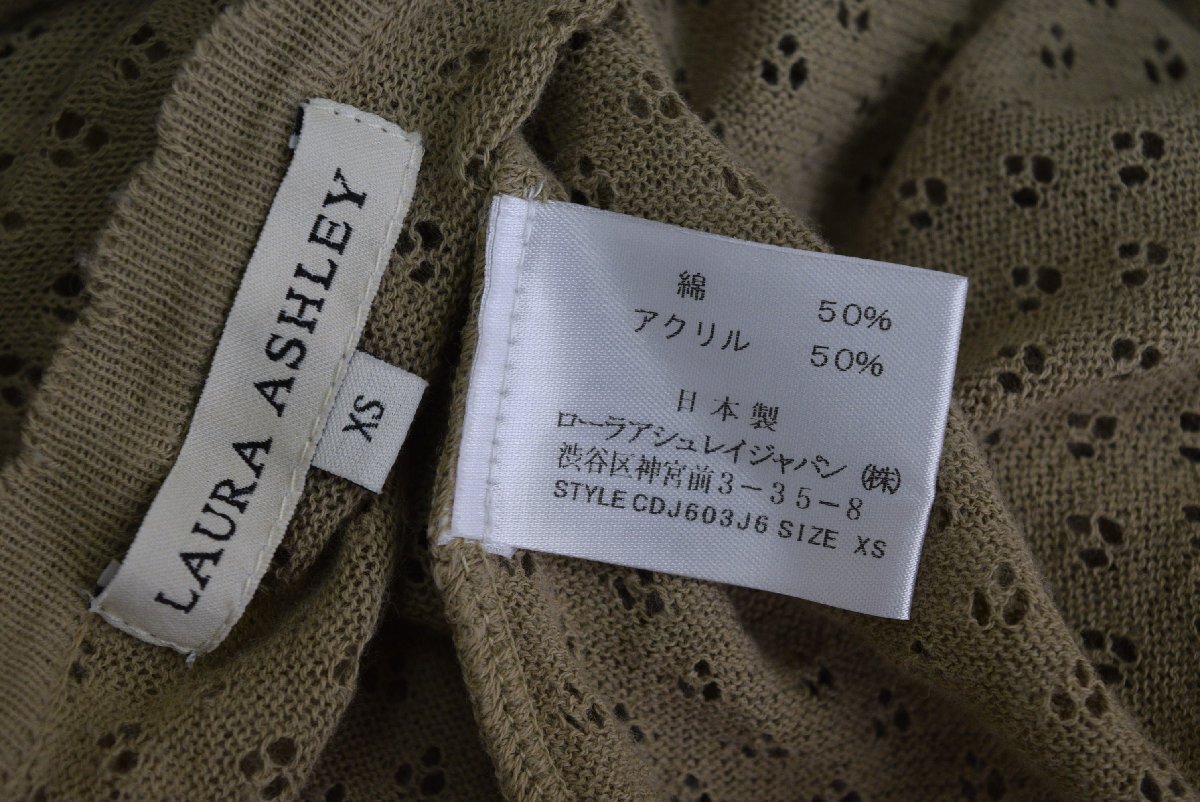 LAURA ASHLEY
XS
綿 50%
アクリル 50%
日本製
ローラアシュレイジャパン(株)
渋谷区神宮前3-35-8
STYLE CDJ603J6 SIZE XS